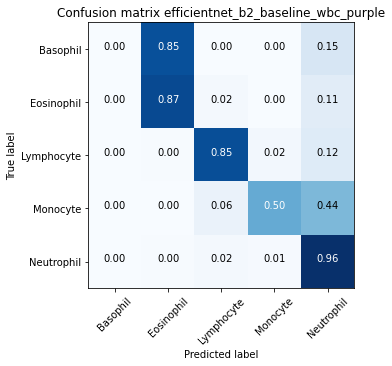 Confusion matrix efficientnet_b2_baseline_wbc_purple
Basophil 0.00 0.85 0.00 0.00 0.15
Eosinophil 0.00 0.87 0.02 0.00 0.11
Lymphocyte 0.00 0.00 0.85 0.02 0.12
Monocyte 0.00 0.00 0.06 0.50 0.44
Neutrophil 0.00 0.00 0.02 0.01 0.96
True label
Basophil Eosinophil Lymphocyte Monocyte Neutrophil
Predicted label